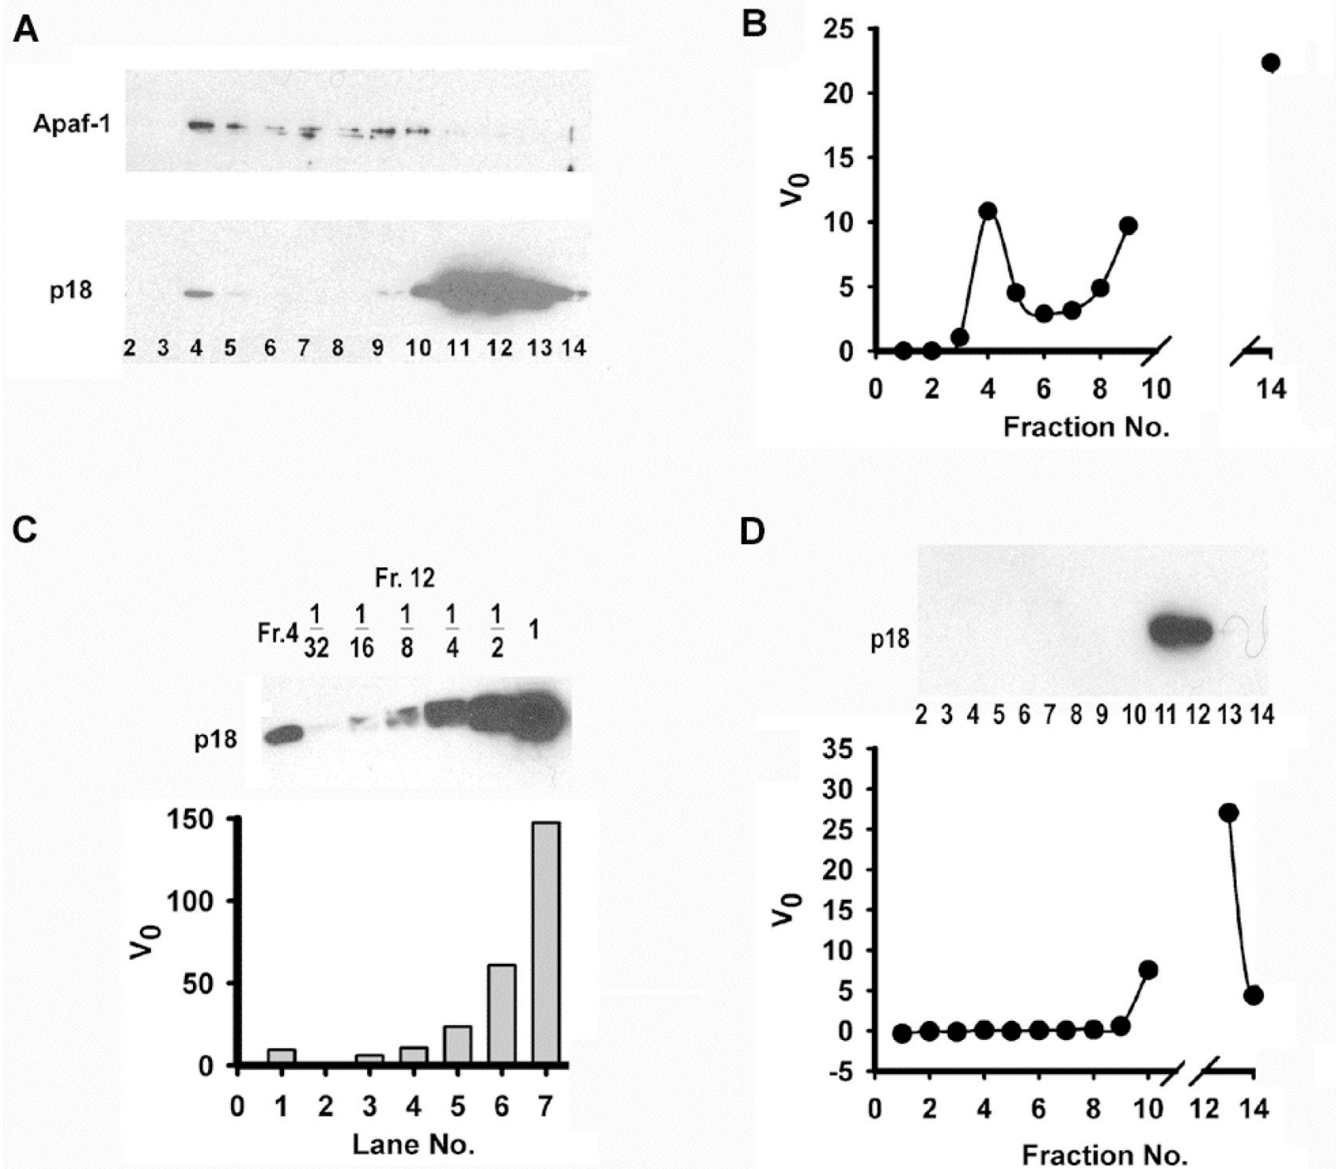 A
Apaf-1
p18
2 3 4 5 6 7 8 9 10 11 12 13 14
B
25
20
15
10
5
0
V0
0 2 4 6 8 10 14
Fraction No.
C
Fr. 12
Fr.4 1/32 1/16 1/8 1/4 1/2 1
p18
150
100
50
0
V0
0 1 2 3 4 5 6 7
Lane No.
D
p18
2 3 4 5 6 7 8 9 10 11 12 13 14
35
30
25
20
15
10
5
0
-5
V0
0 2 4 6 8 10 12 14
Fraction No.